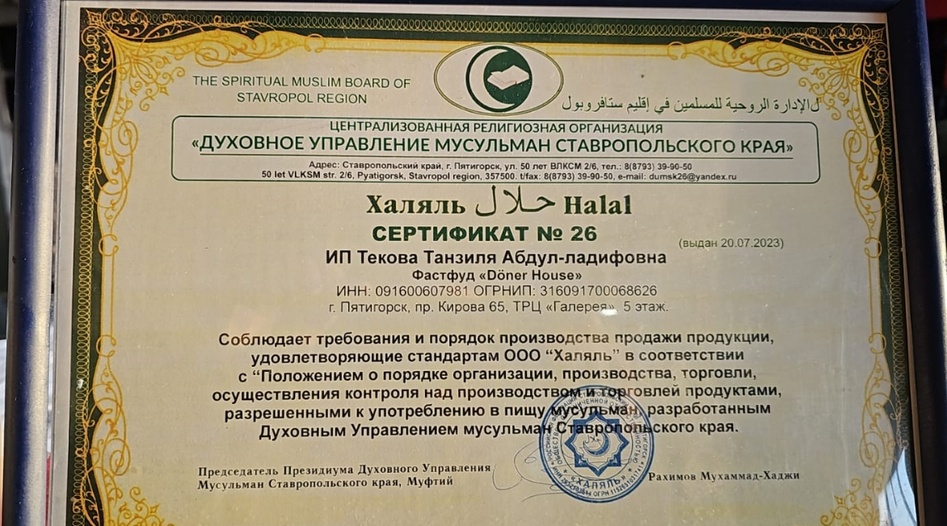 THE SPIRITUAL MUSLIM BOARD OF
STAVROPOL REGION
الإدارة الروحية للمسلمين في إقليم ستافروبول
ЦЕНТРАЛИЗОВАННАЯ РЕЛИГИОЗНАЯ ОРГАНИЗАЦИЯ
«ДУХОВНОЕ УПРАВЛЕНИЕ МУСУЛЬМАН СТАВРОПОЛЬСКОГО КРАЯ»
Адрес: Ставропольский край, г. Пятигорск, ул. 50 лет ВЛКСМ 2/6, тел.: 8(8793) 39-90-50
50 let VLKSM str. 2/6, Pyatigorsk, Stavropol region, 357500. t/fax: 8(8793) 39-90-50, e-mail: dumsk26@yandex.ru
Халяль حلال Halal
СЕРТИФИКАТ № 26
(выдан 20.07.2023)
ИП Текова Танзиля Абдул-ладифовна
Фастфуд «Döner House»
ИНН: 091600607981 ОГРНИП: 316091700068626
г. Пятигорск, пр. Кирова 65, ТРЦ «Галерея», 5 этаж.
Соблюдает требования и порядок производства продажи продукции,
удовлетворяющие стандартам ООО “Халяль” в соответствии
с “Положением о порядке организации, производства, торговли,
осуществления контроля над производством и торговлей продуктами,
разрешенными к употреблению в пищу мусульман, разработанным
Духовным Управлением мусульман Ставропольского края.
Председатель Президиума Духовного Управления
Мусульман Ставропольского края, Муфтий
Рахимов Мухаммад-Хаджи
"ХАЛЯЛЬ"